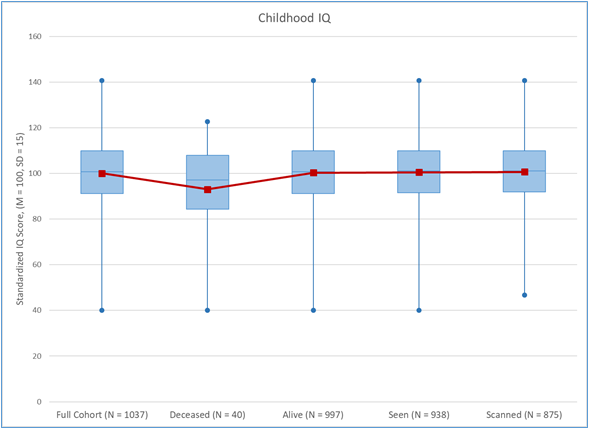 Childhood IQ
Standardized IQ Score, (M = 100, SD = 15)
160
140
120
100
80
60
40
20
0
Full Cohort (N = 1037)
Deceased (N = 40)
Alive (N = 997)
Seen (N = 938)
Scanned (N = 875)